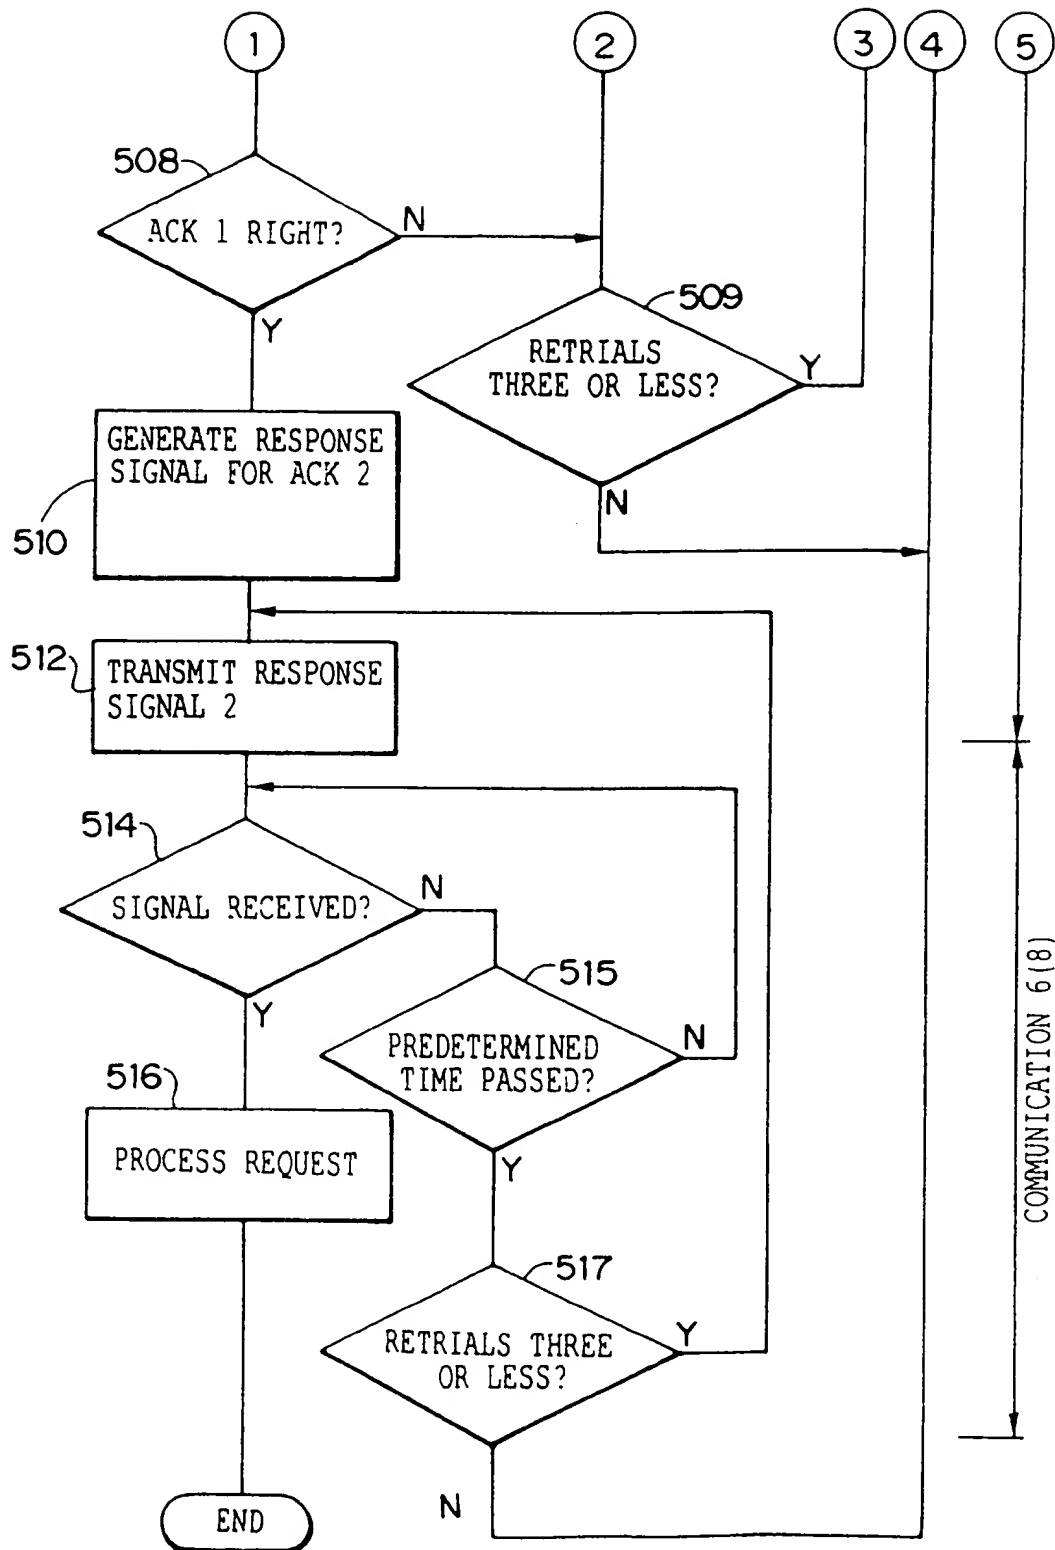 1
2
3
4
5
508
ACK 1 RIGHT?
N
Y
509
RETRIALS
THREE OR LESS?
Y
N
GENERATE RESPONSE
SIGNAL FOR ACK 2
510
512
TRANSMIT RESPONSE
SIGNAL 2
514
SIGNAL RECEIVED?
N
Y
515
PREDETERMINED
TIME PASSED?
N
Y
516
PROCESS REQUEST
517
RETRIALS THREE
OR LESS?
Y
N
END
COMMUNICATION 6(8)